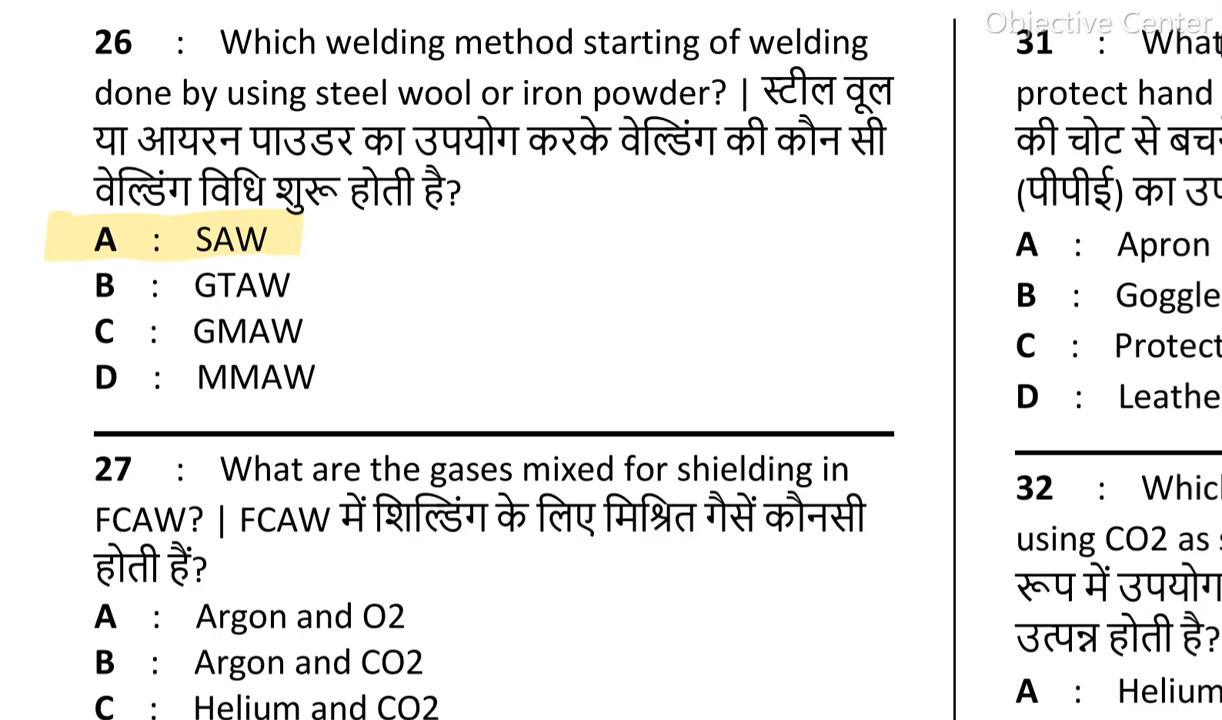 26 : Which welding method starting of welding
done by using steel wool or iron powder? | स्टील वूल
या आयरन पाउडर का उपयोग करके वेल्डिंग की कौन सी
वेल्डिंग विधि शुरू होती है?
A : SAW
B : GTAW
C : GMAW
D : MMAW
27 : What are the gases mixed for shielding in
FCAW? | FCAW में शिल्डिंग के लिए मिश्रित गैसें कौनसी
होती हैं?
A : Argon and O2
B : Argon and CO2
C : Helium and CO2
Objective Center
31 : What
protect hand
की चोट से बच
(पीपीई) का उ
A : Apron
B : Goggle
C : Protect
D : Leathe
32 : Whic
using CO2 as
रूप में उपयोग
उत्पन्न होती है?
A : Helium